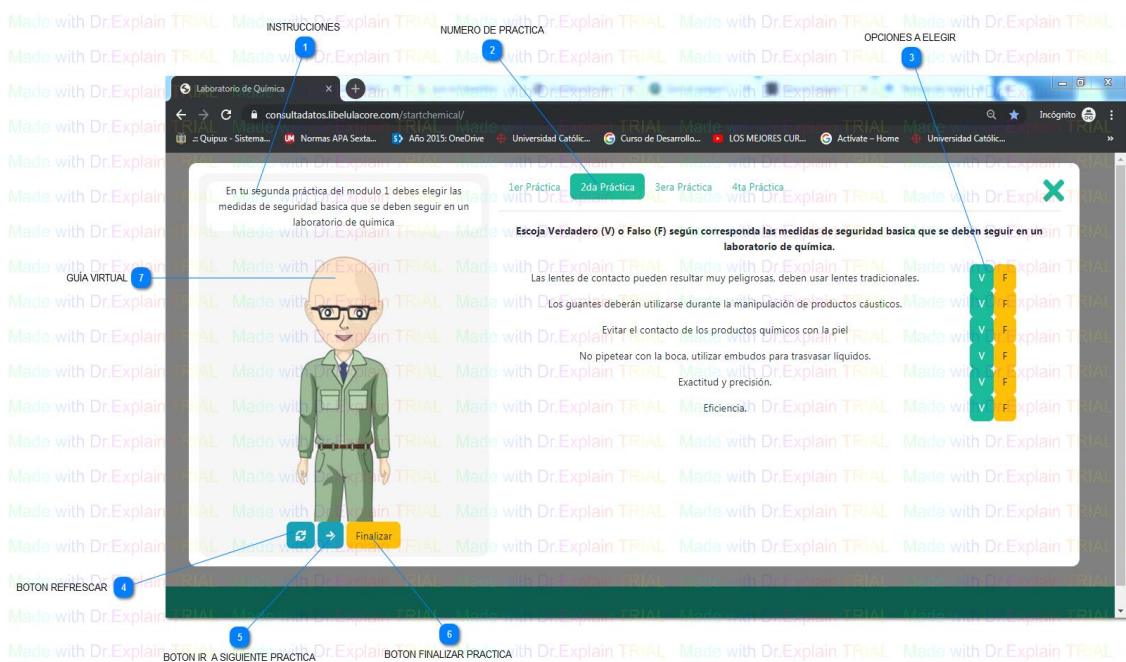 INSTRUCCIONES
NUMERO DE PRACTICA
OPCIONES A ELEGIR
1
2
3
Laboratorio de Química
consultadatos.libelulacore.com/startchemical/
Incógnito
.:: Quipux - Sistema...
Normas APA Sexta...
Año 2015: OneDrive
Universidad Católic...
Curso de Desarrollo...
LOS MEJORES CUR...
Activate – Home
Universidad Católic...
En tu segunda práctica del modulo 1 debes elegir las
medidas de seguridad basica que se deben seguir en un
laboratorio de quimica
1er Práctica 2da Práctica 3era Práctica 4ta Práctica
Escoja Verdadero (V) o Falso (F) según corresponda las medidas de seguridad basica que se deben seguir en un
laboratorio de química.
Las lentes de contacto pueden resultar muy peligrosas, deben usar lentes tradicionales. V F
Los guantes deberán utilizarse durante la manipulación de productos cáusticos. V F
Evitar el contacto de los productos químicos con la piel V F
No pipetear con la boca, utilizar embudos para trasvasar líquidos. V F
Exactitud y precisión. V F
Eficiencia. V F
GUÍA VIRTUAL 7
Finalizar
BOTON REFRESCAR 4
5
6
BOTON IR A SIGUIENTE PRACTICA
BOTON FINALIZAR PRACTICA
Made with Dr.Explain TRIAL